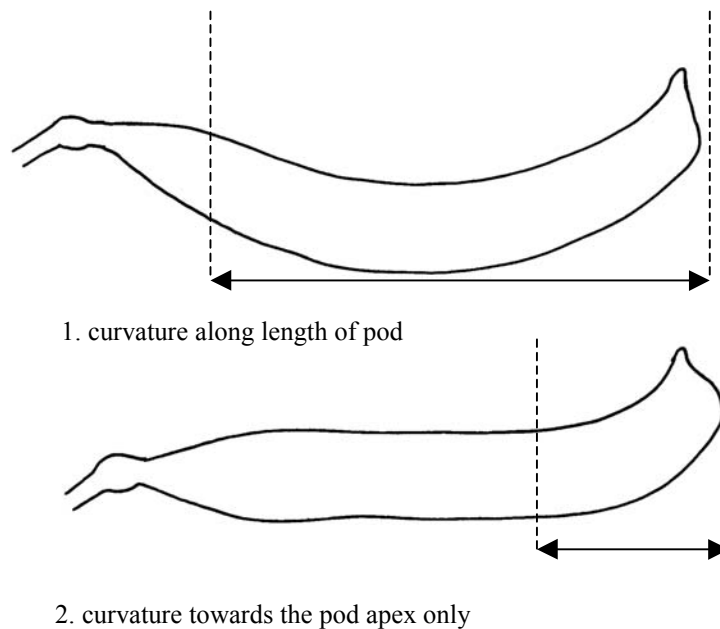 1. curvature along length of pod
2. curvature towards the pod apex only